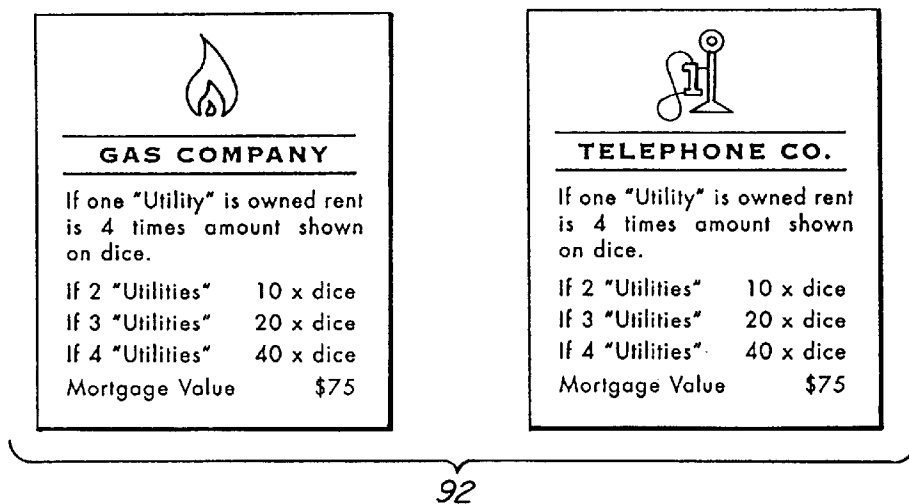 GAS COMPANY
If one "Utility" is owned rent
is 4 times amount shown
on dice.
If 2 "Utilities" 10 x dice
If 3 "Utilities" 20 x dice
If 4 "Utilities" 40 x dice
Mortgage Value $75
TELEPHONE CO.
If one "Utility" is owned rent
is 4 times amount shown
on dice.
If 2 "Utilities" 10 x dice
If 3 "Utilities" 20 x dice
If 4 "Utilities" 40 x dice
Mortgage Value $75
92